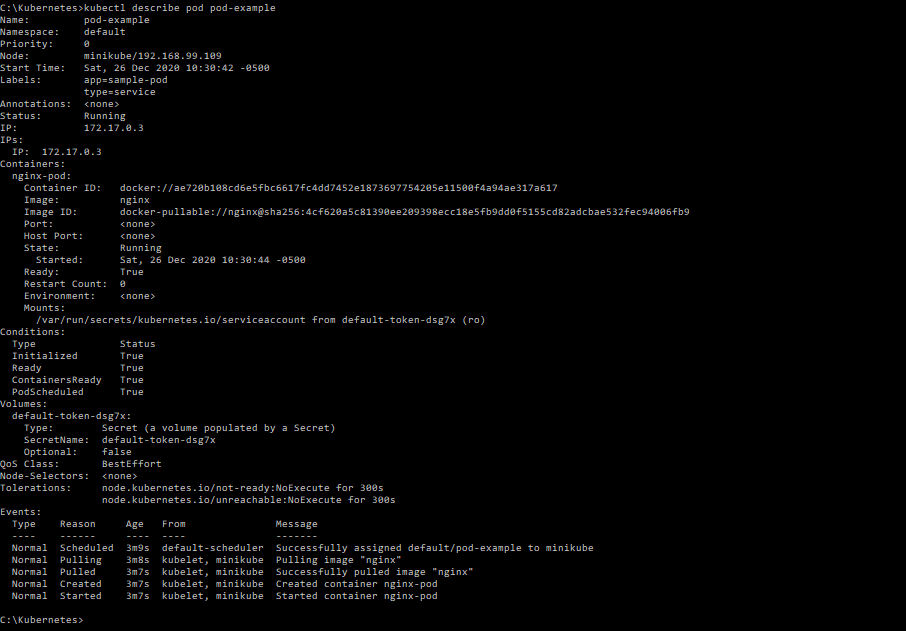 C:\Kubernetes>kubectl describe pod pod-example
Name:         pod-example
Namespace:    default
Priority:     0
Node:         minikube/192.168.99.109
Start Time:   Sat, 26 Dec 2020 10:30:42 -0500
Labels:       app=sample-pod
              type=service
Annotations:  <none>
Status:       Running
IP:           172.17.0.3
IPs:
  IP:  172.17.0.3
Containers:
  nginx-pod:
    Container ID:   docker://ae720b108cd6e5fbc6617fc4dd7452e1873697754205e11500f4a94ae317a617
    Image:          nginx
    Image ID:       docker-pullable://nginx@sha256:4cf620a5c81390ee209398ecc18e5fb9dd0f5155cd82adcbae532fec94006fb9
    Port:           <none>
    Host Port:      <none>
    State:          Running
      Started:      Sat, 26 Dec 2020 10:30:44 -0500
    Ready:          True
    Restart Count:  0
    Environment:    <none>
    Mounts:
      /var/run/secrets/kubernetes.io/serviceaccount from default-token-dsg7x (ro)
Conditions:
  Type              Status
  Initialized       True
  Ready             True
  ContainersReady   True
  PodScheduled      True
Volumes:
  default-token-dsg7x:
    Type:        Secret (a volume populated by a Secret)
    SecretName:  default-token-dsg7x
    Optional:    false
QoS Class:       BestEffort
Node-Selectors:  <none>
Tolerations:     node.kubernetes.io/not-ready:NoExecute for 300s
                 node.kubernetes.io/unreachable:NoExecute for 300s
Events:
  Type    Reason     Age   From               Message
  ----    ------     ----  ----               -------
  Normal  Scheduled  3m9s  default-scheduler  Successfully assigned default/pod-example to minikube
  Normal  Pulling    3m8s  kubelet, minikube  Pulling image "nginx"
  Normal  Pulled     3m7s  kubelet, minikube  Successfully pulled image "nginx"
  Normal  Created    3m7s  kubelet, minikube  Created container nginx-pod
  Normal  Started    3m7s  kubelet, minikube  Started container nginx-pod
C:\Kubernetes>